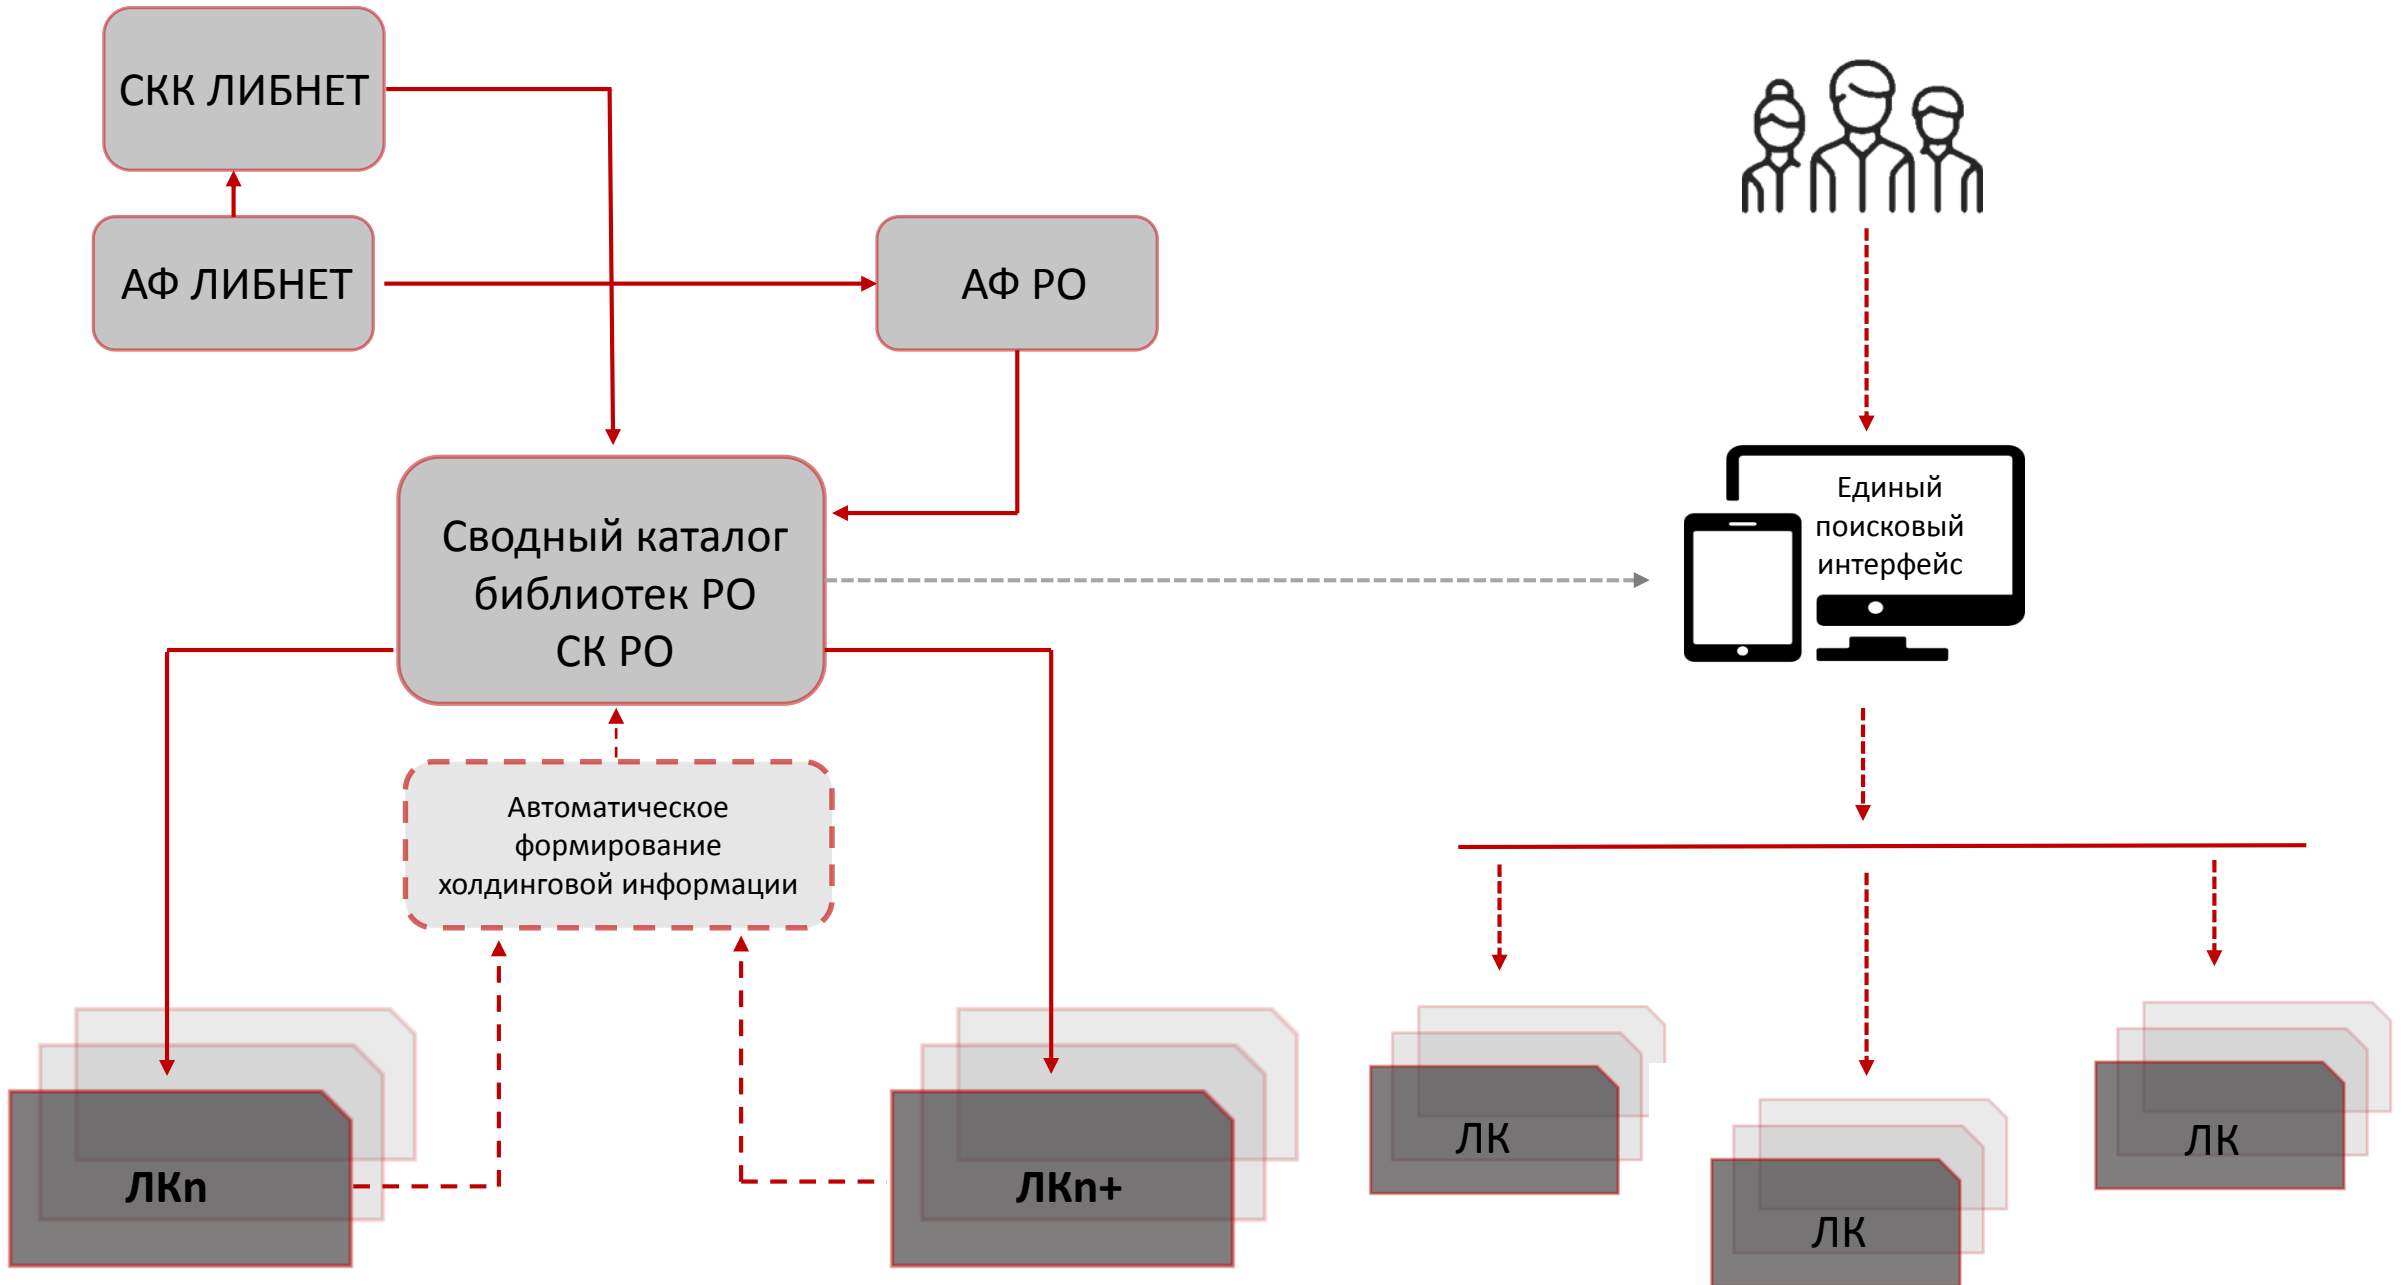 СКК ЛИБНЕТ
АФ ЛИБНЕТ
АФ РО
Сводный каталог
библиотек РО
СК РО
Единый
поисковый
интерфейс
Автоматическое
формирование
холдинговой информации
ЛКn
ЛКn+
ЛК
ЛК
ЛК